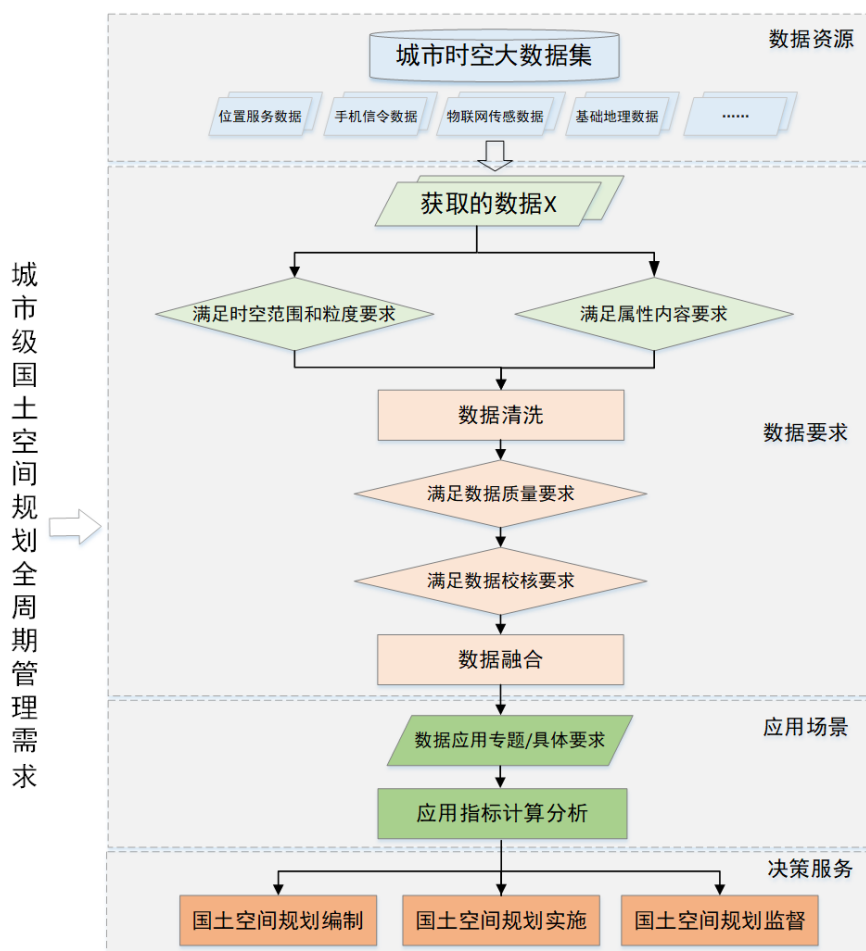 数据资源
城市时空大数据集
位置服务数据
手机信令数据
物联网传感数据
基础地理数据
······
获取的数据X
满足时空范围和粒度要求
满足属性内容要求
数据清洗
数据要求
满足数据质量要求
满足数据校核要求
数据融合
城市级国土空间规划全周期管理需求
应用场景
数据应用专题/具体要求
应用指标计算分析
决策服务
国土空间规划编制
国土空间规划实施
国土空间规划监督